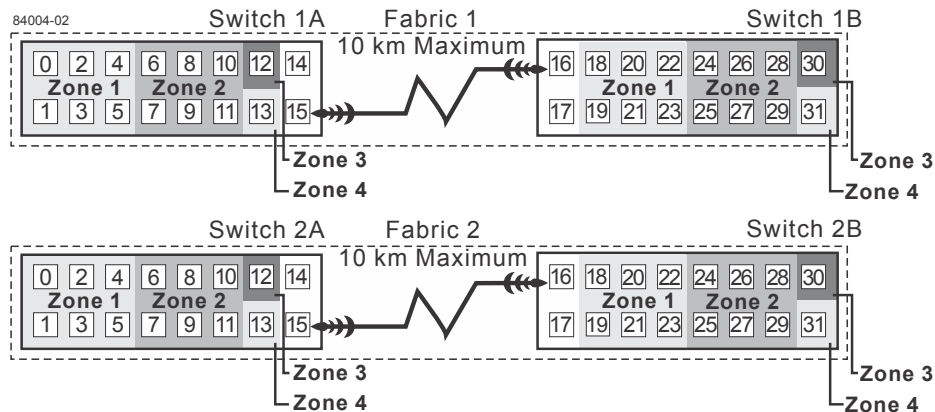 84004-02
Switch 1A Fabric 1 Switch 1B
10 km Maximum
0 2 4 6 8 10 12 14 16 18 20 22 24 26 28 30
Zone 1 Zone 2 Zone 1 Zone 2
1 3 5 7 9 11 13 15 17 19 21 23 25 27 29 31
Zone 3 Zone 3
Zone 4 Zone 4
Switch 2A Fabric 2 Switch 2B
10 km Maximum
0 2 4 6 8 10 12 14 16 18 20 22 24 26 28 30
Zone 1 Zone 2 Zone 1 Zone 2
1 3 5 7 9 11 13 15 17 19 21 23 25 27 29 31
Zone 3 Zone 3
Zone 4 Zone 4